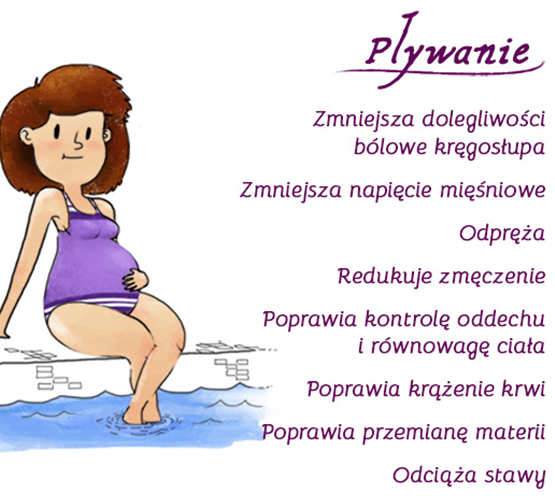 Pływanie
Zmniejsza dolegliwości
bólowe kręgosłupa
Zmniejsza napięcie mięśniowe
Odpręża
Redukuje zmęczenie
Poprawia kontrolę oddechu
i równowagę ciała
Poprawia krążenie krwi
Poprawia przemianę materii
Odciąża stawy